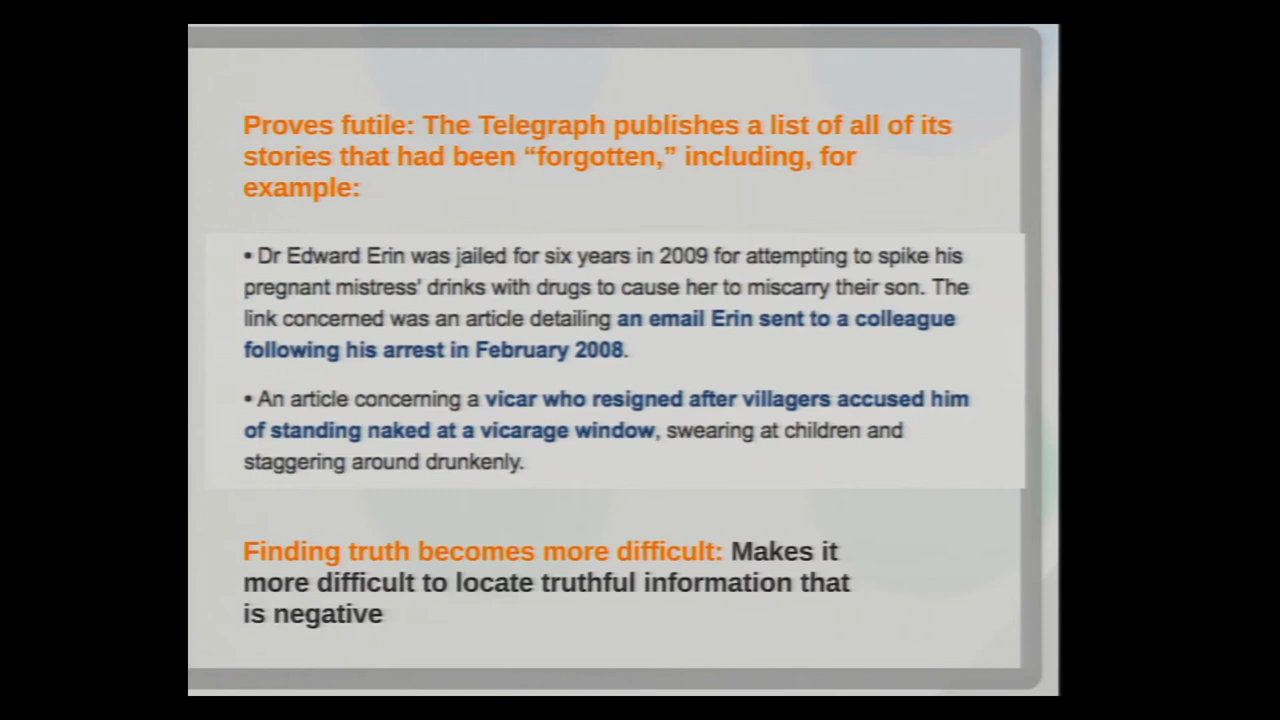 Proves futile: The Telegraph publishes a list of all of its
stories that had been “forgotten,” including, for
example:
• Dr Edward Erin was jailed for six years in 2009 for attempting to spike his
pregnant mistress' drinks with drugs to cause her to miscarry their son. The
link concerned was an article detailing an email Erin sent to a colleague
following his arrest in February 2008.
• An article concerning a vicar who resigned after villagers accused him
of standing naked at a vicarage window, swearing at children and
staggering around drunkenly.
Finding truth becomes more difficult: Makes it
more difficult to locate truthful information that
is negative